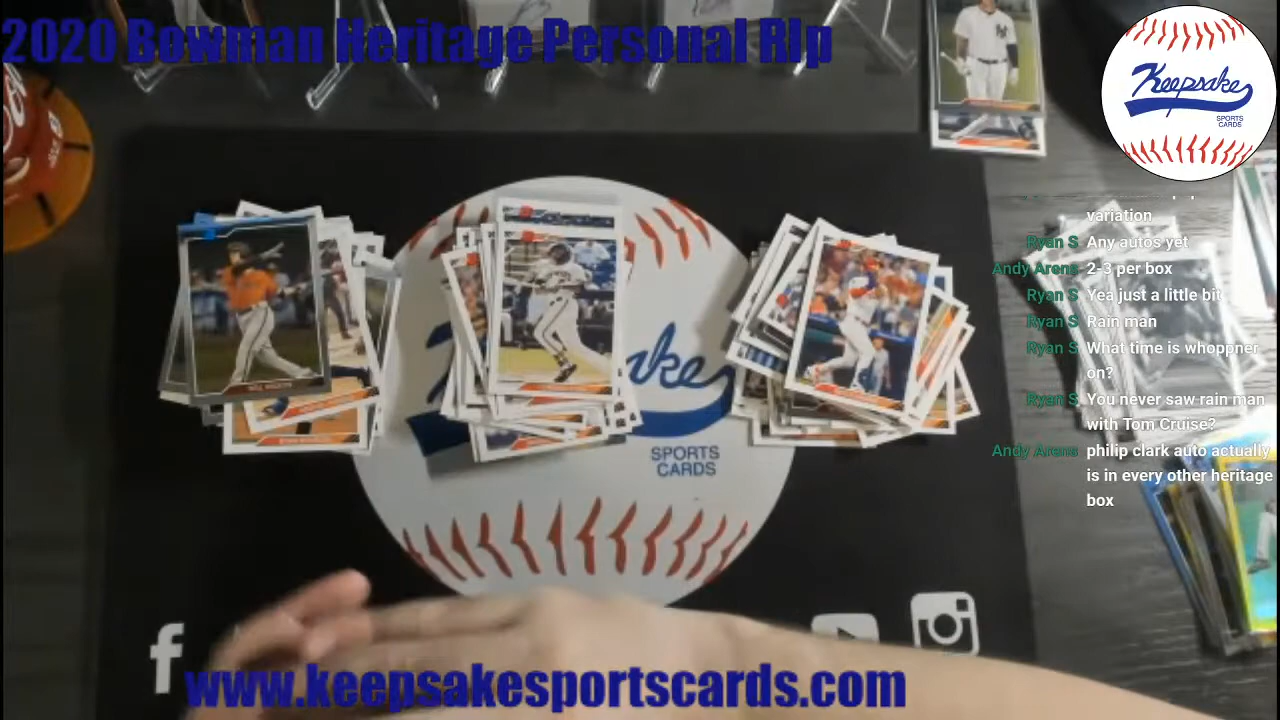 2020 Bowman Heritage Personal Rip
Keepsake
SPORTS
CARDS
variation
Ryan S Any autos yet
Andy Arens 2-3 per box
Ryan S Yea just a little bit
Ryan S Rain man
Ryan S What time is whoppner
on?
Ryan S You never saw rain man
with Tom Cruise?
Andy Arens philip clark auto actually
is in every other heritage
box
ake
SPORTS
CARDS
f
www.keepsakesportscards.com